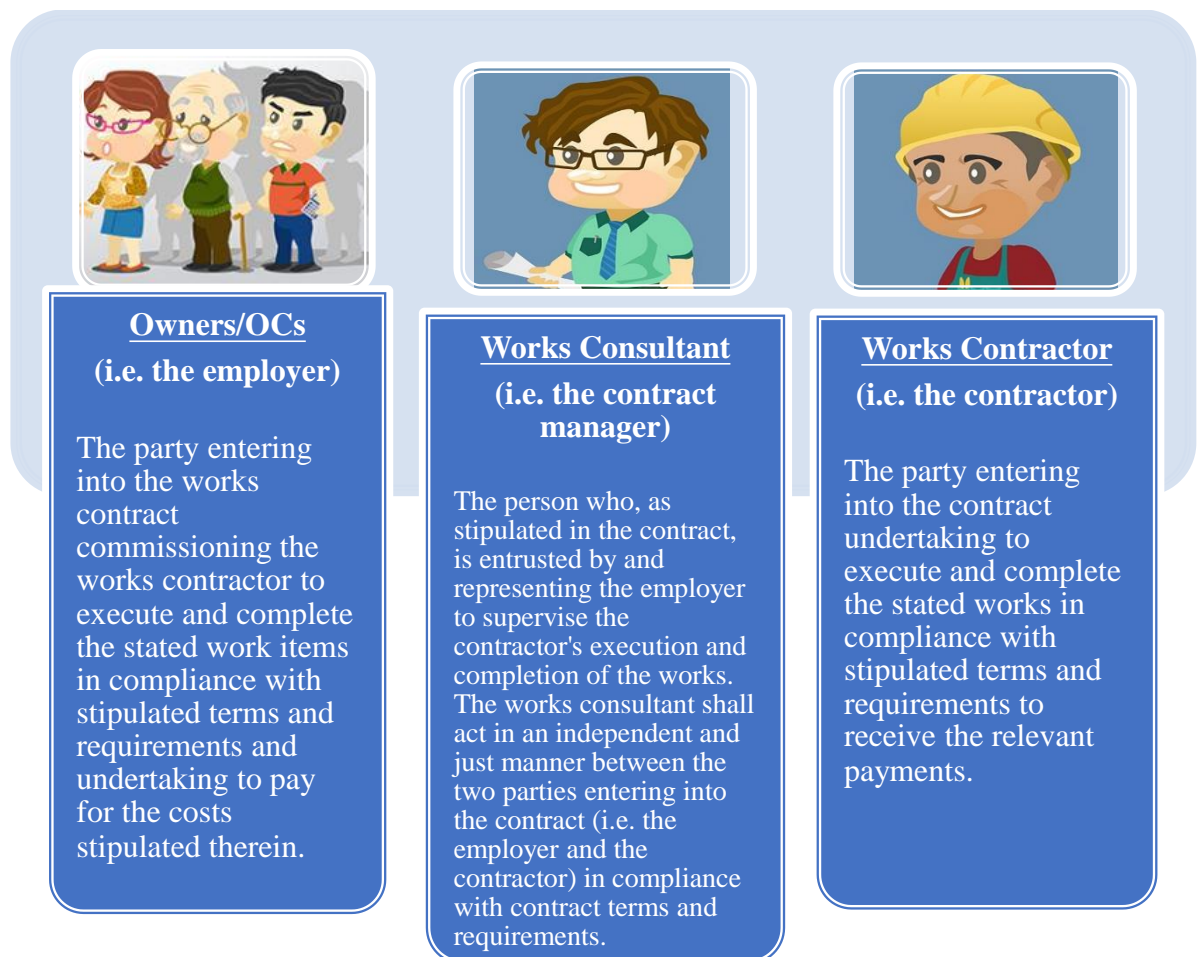 Owners/OCs
(i.e. the employer)
The party entering
into the works
contract
commissioning the
works contractor to
execute and complete
the stated work items
in compliance with
stipulated terms and
requirements and
undertaking to pay
for the costs
stipulated therein.
Works Consultant
(i.e. the contract
manager)
The person who, as
stipulated in the contract,
is entrusted by and
representing the employer
to supervise the
contractor's execution and
completion of the works.
The works consultant shall
act in an independent and
just manner between the
two parties entering into
the contract (i.e. the
employer and the
contractor) in compliance
with contract terms and
requirements.
Works Contractor
(i.e. the contractor)
The party entering
into the contract
undertaking to
execute and complete
the stated works in
compliance with
stipulated terms and
requirements to
receive the relevant
payments.